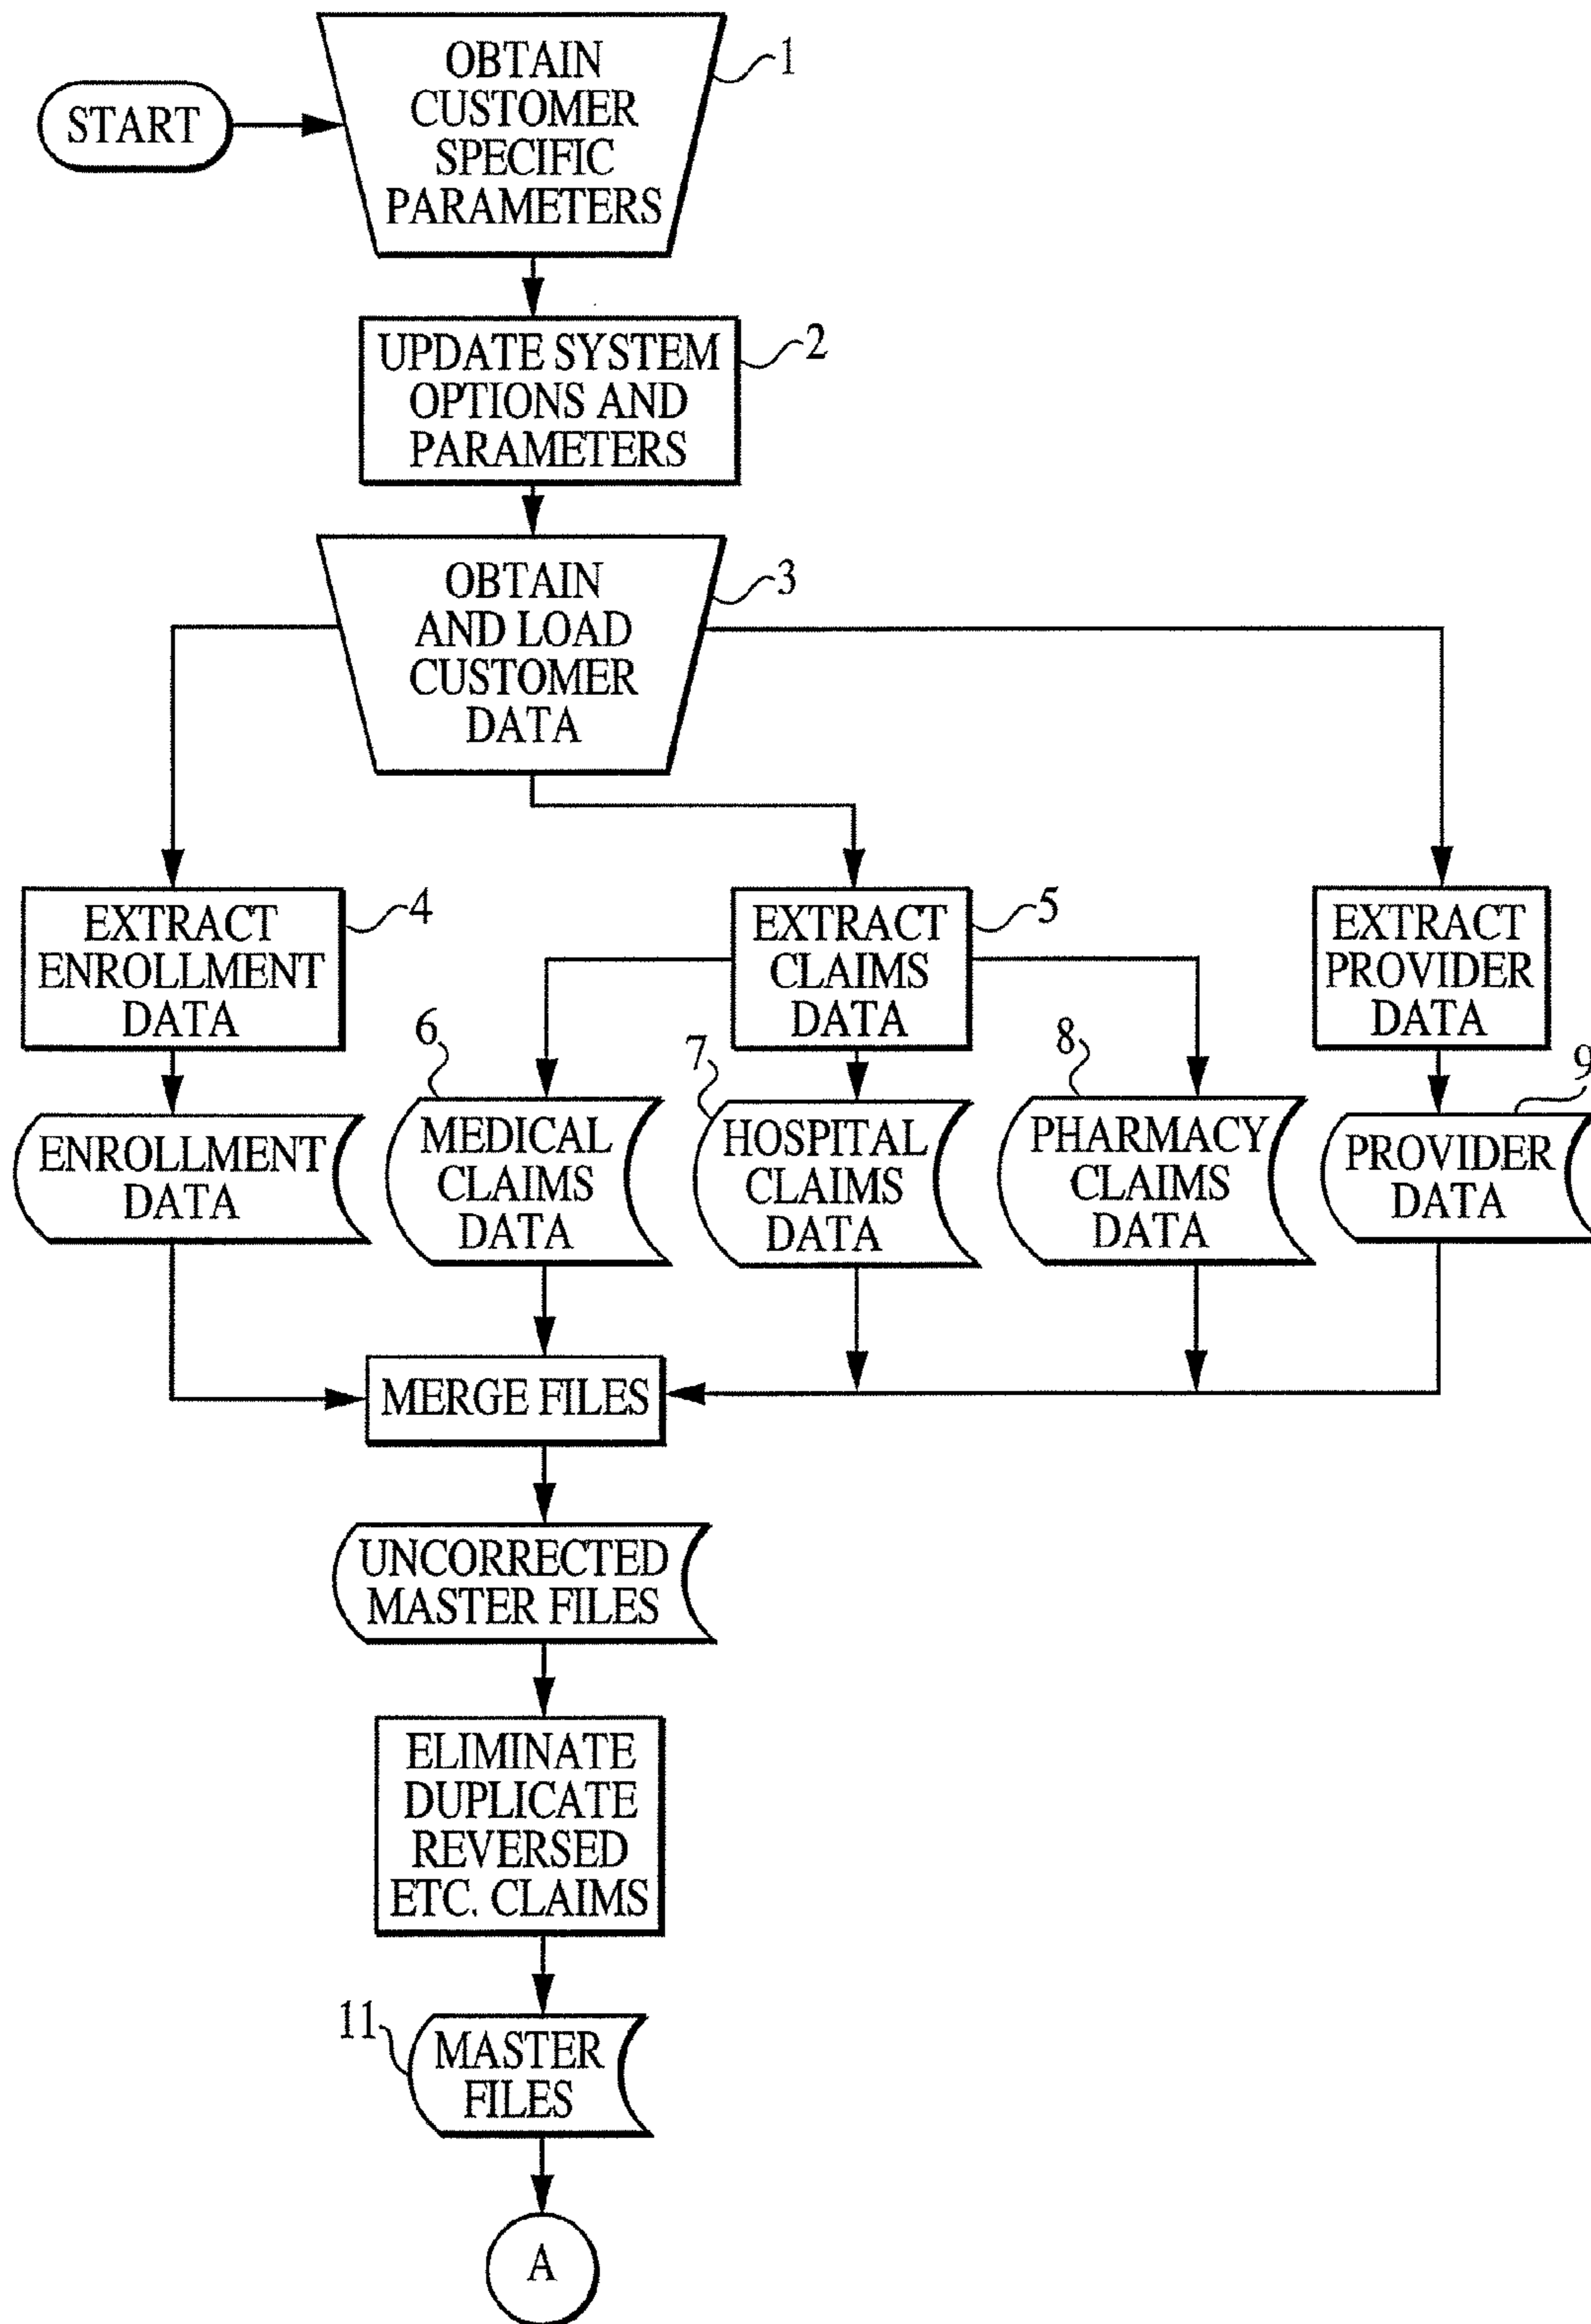 START
OBTAIN
CUSTOMER
SPECIFIC
PARAMETERS
1
UPDATE SYSTEM
OPTIONS AND
PARAMETERS
2
OBTAIN
AND LOAD
CUSTOMER
DATA
3
EXTRACT
ENROLLMENT
DATA
4
EXTRACT
CLAIMS
DATA
5
EXTRACT
PROVIDER
DATA
ENROLLMENT
DATA
6
MEDICAL
CLAIMS
DATA
7
HOSPITAL
CLAIMS
DATA
8
PHARMACY
CLAIMS
DATA
9
PROVIDER
DATA
MERGE FILES
UNCORRECTED
MASTER FILES
ELIMINATE
DUPLICATE
REVERSED
ETC. CLAIMS
11
MASTER
FILES
A